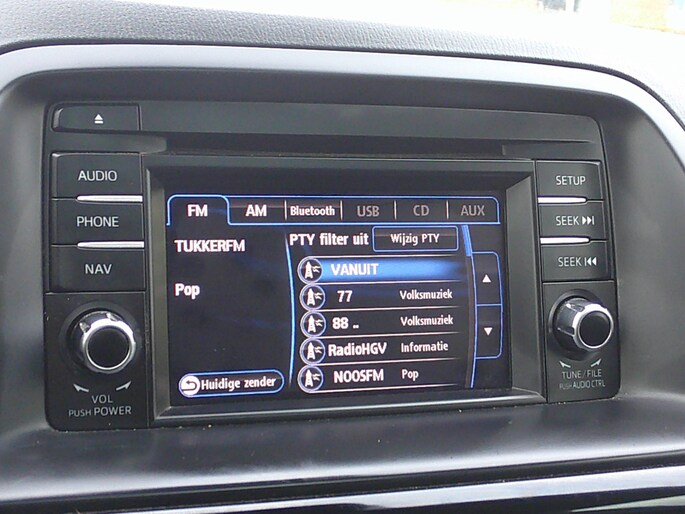 AUDIO
PHONE
NAV
VOL
PUSH POWER
FM AM Bluetooth USB CD AUX
TUKKERFM
Pop
Huidige zender
PTY filter uit Wijzig PTY
VANUIT
77 Volksmuziek
88 .. Volksmuziek
RadioHGV Informatie
NOOSFM Pop
SETUP
SEEK
SEEK
TUNE/FILE
PUSH AUDIO CTRL